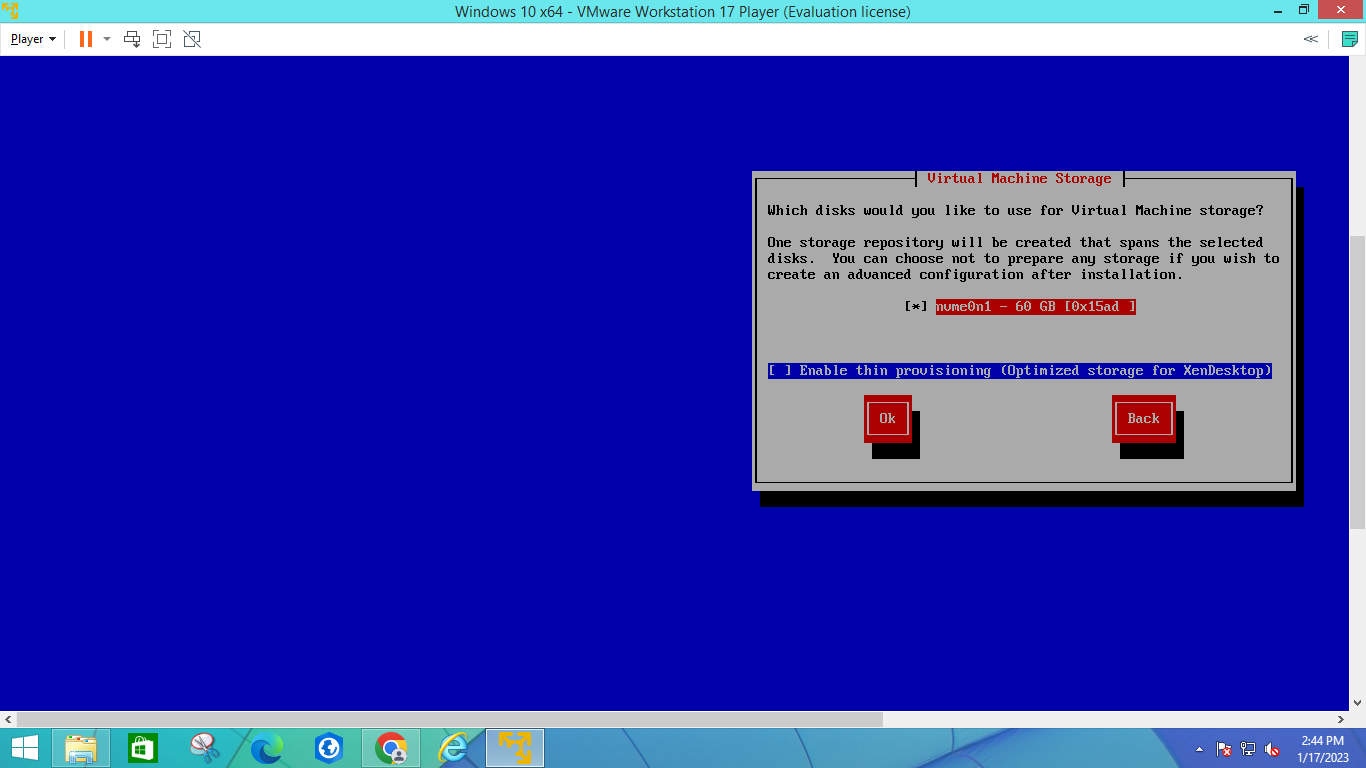 Windows 10 x64 - VMware Workstation 17 Player (Evaluation license)
Player
Virtual Machine Storage
Which disks would you like to use for Virtual Machine storage?
One storage repository will be created that spans the selected
disks.  You can choose not to prepare any storage if you wish to
create an advanced configuration after installation.
[*] nvme0n1 - 60 GB [0x15ad ]
[ ] Enable thin provisioning (Optimized storage for XenDesktop)
Ok
Back
2:44 PM
1/17/2023